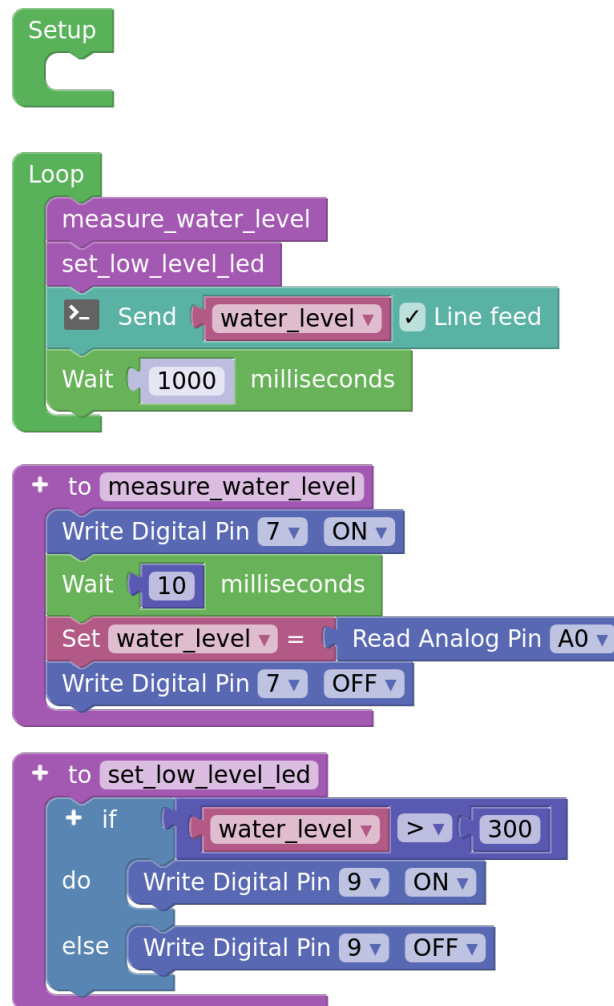 Setup
Loop
measure_water_level
set_low_level_led
>_ Send water_level ▾ ✓ Line feed
Wait 1000 milliseconds
+ to measure_water_level
Write Digital Pin 7 ▾ ON ▾
Wait 10 milliseconds
Set water_level ▾ = Read Analog Pin A0 ▾
Write Digital Pin 7 ▾ OFF ▾
+ to set_low_level_led
+ if water_level ▾ > ▾ 300
do Write Digital Pin 9 ▾ ON ▾
else Write Digital Pin 9 ▾ OFF ▾